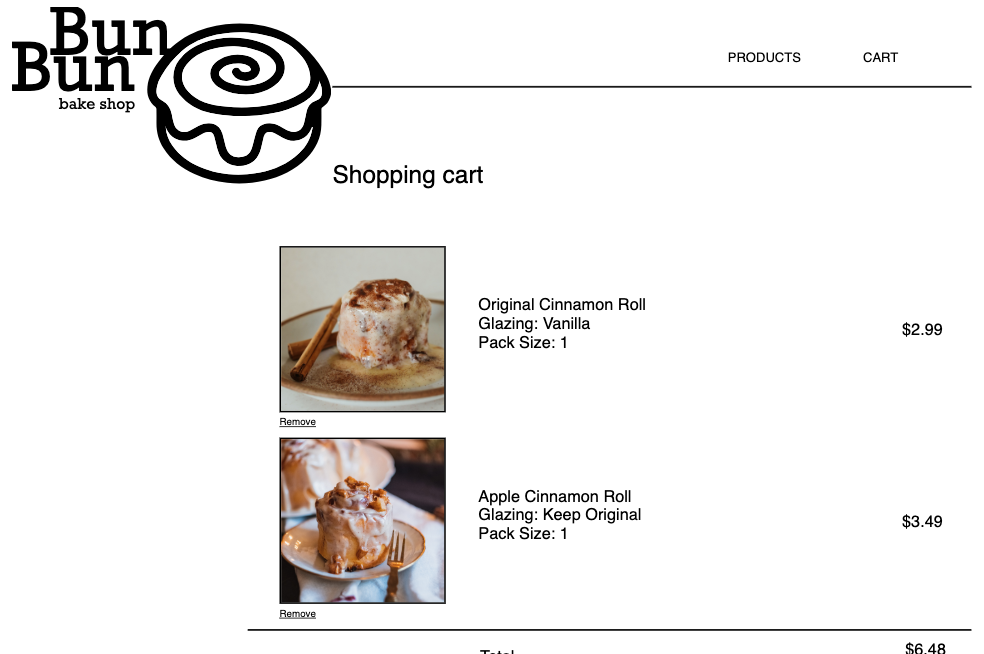 Bun
Bun
bake shop
PRODUCTS
CART
Shopping cart
Original Cinnamon Roll
Glazing: Vanilla
Pack Size: 1
$2.99
Remove
Apple Cinnamon Roll
Glazing: Keep Original
Pack Size: 1
$3.49
Remove
Total
$6.48